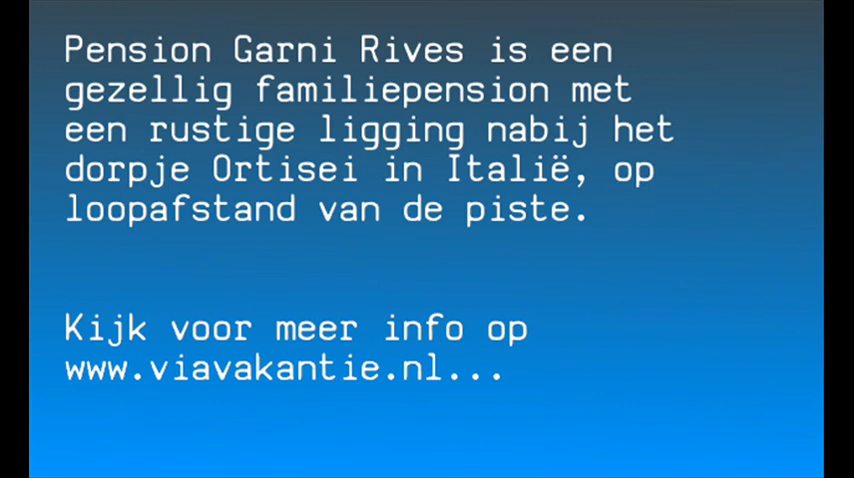 Pension Garni Rives is een
gezellig familiepension met
een rustige ligging nabij het
dorpje Ortisei in Italië, op
loopafstand van de piste.
Kijk voor meer info op
www.viavakantie.nl...